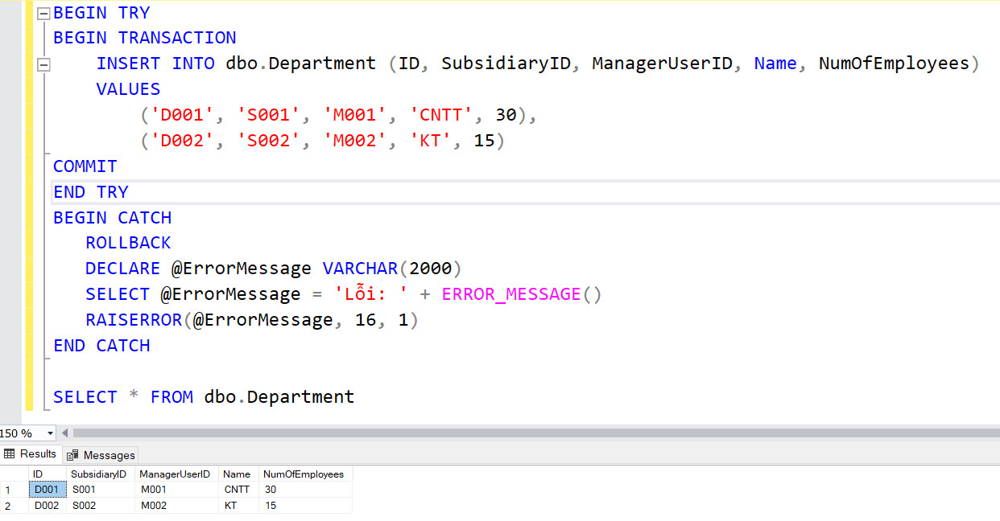 BEGIN TRY
BEGIN TRANSACTION
INSERT INTO dbo.Department (ID, SubsidiaryID, ManagerUserID, Name, NumOfEmployees)
VALUES
('D001', 'S001', 'M001', 'CNTT', 30),
('D002', 'S002', 'M002', 'KT', 15)
COMMIT
END TRY
BEGIN CATCH
ROLLBACK
DECLARE @ErrorMessage VARCHAR(2000)
SELECT @ErrorMessage = 'Lỗi: ' + ERROR_MESSAGE()
RAISERROR(@ErrorMessage, 16, 1)
END CATCH
SELECT * FROM dbo.Department
150 %
Results Messages
ID SubsidiaryID ManagerUserID Name NumOfEmployees
1 D001 S001 M001 CNTT 30
2 D002 S002 M002 KT 15